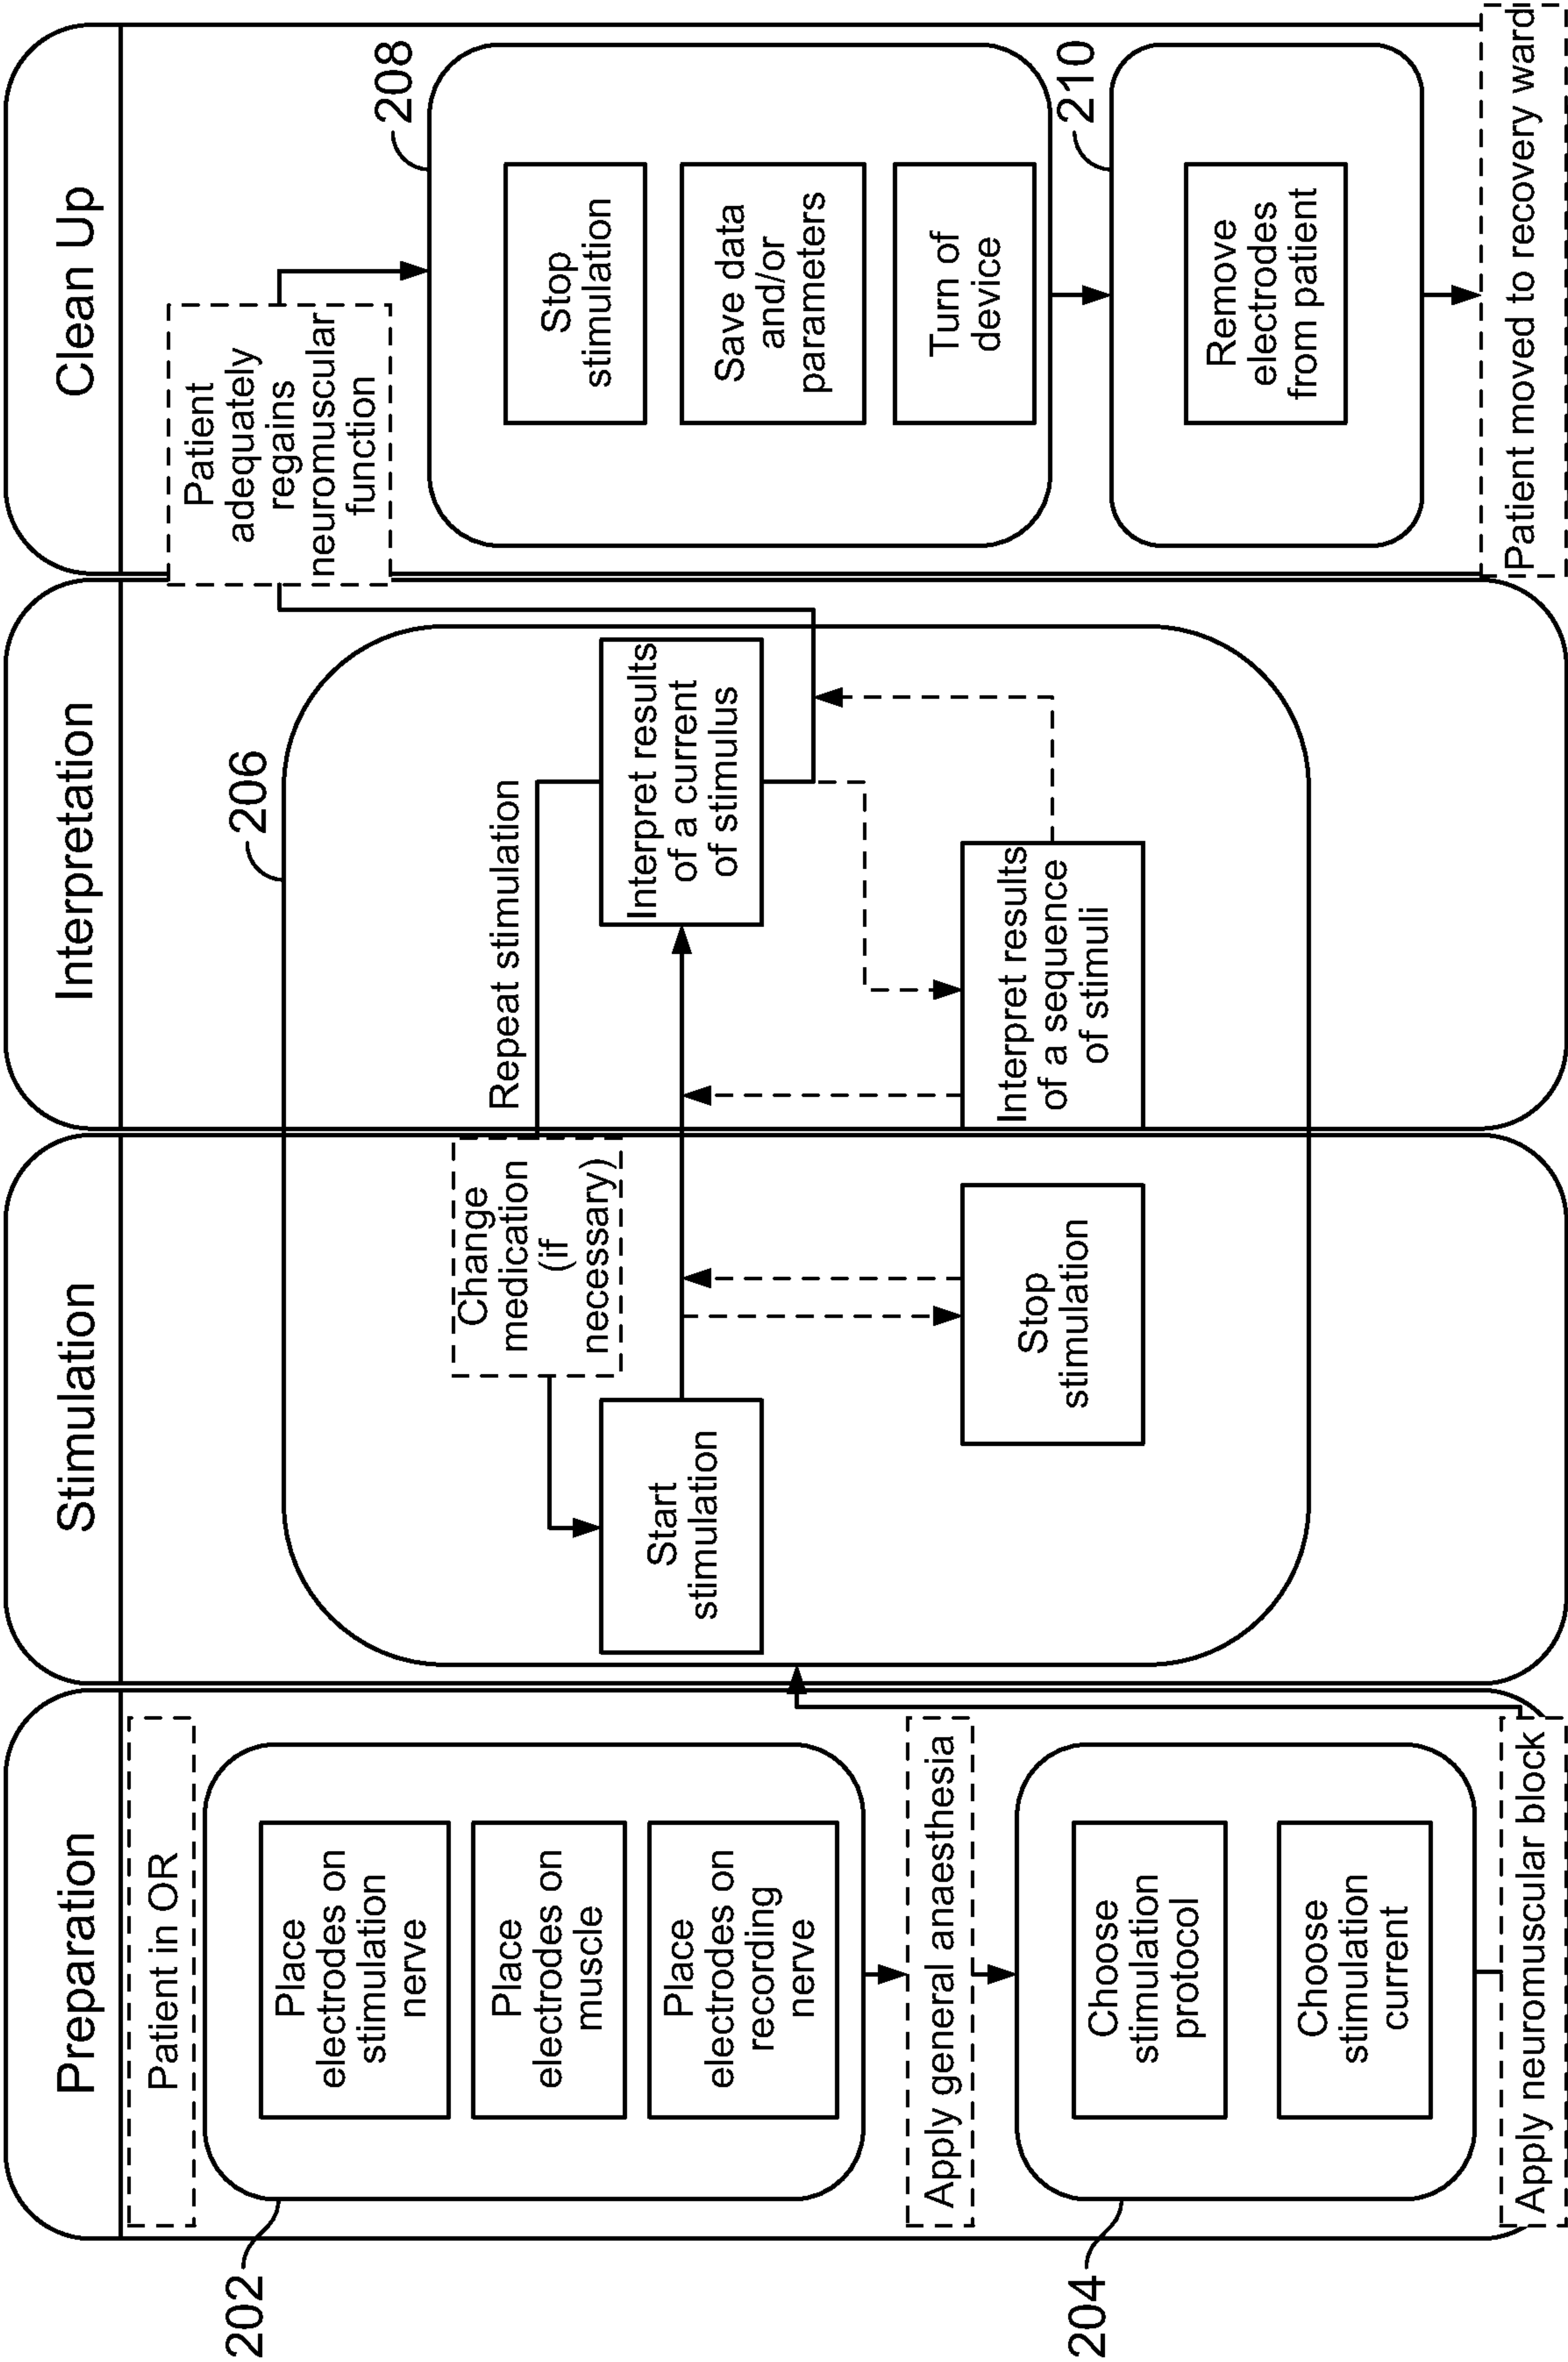 Preparation
Patient in OR
202
Place
electrodes on
stimulation
nerve
Place
electrodes on
muscle
Place
electrodes on
recording
nerve
Apply general anaesthesia
204
Choose
stimulation
protocol
Choose
stimulation
current
Apply neuromuscular block
Stimulation
Change
medication
(if
necessary)
Start
stimulation
Stop
stimulation
Interpretation
206
Repeat stimulation
Interpret results
of a current
of stimulus
Interpret results
of a sequence
of stimuli
Clean Up
Patient
adequately
regains
neuromuscular
function
208
Stop
stimulation
Save data
and/or
parameters
Turn of
device
210
Remove
electrodes
from patient
Patient moved to recovery ward